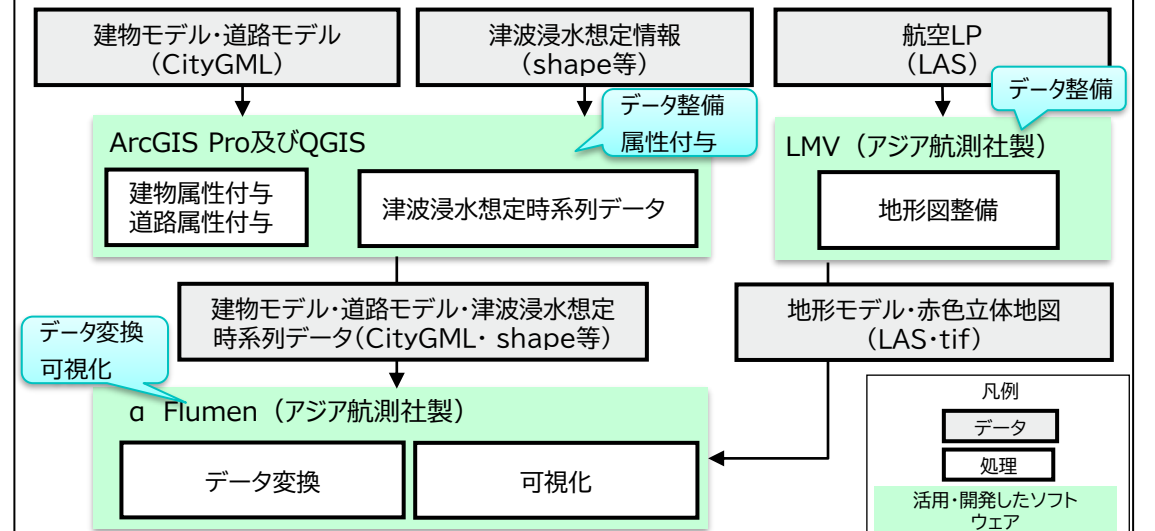 建物モデル・道路モデル
(CityGML)
津波浸水想定情報
(shape等)
航空LP
(LAS)
データ整備
データ整備
属性付与
ArcGIS Pro及びQGIS
LMV（アジア航測社製）
建物属性付与
道路属性付与
津波浸水想定時系列データ
地形図整備
建物モデル・道路モデル・津波浸水想定
時系列データ(CityGML・ shape等)
地形モデル・赤色立体地図
(LAS・tif)
データ変換
可視化
α Flumen（アジア航測社製）
データ変換
可視化
凡例
データ
処理
活用・開発したソフト
ウェア